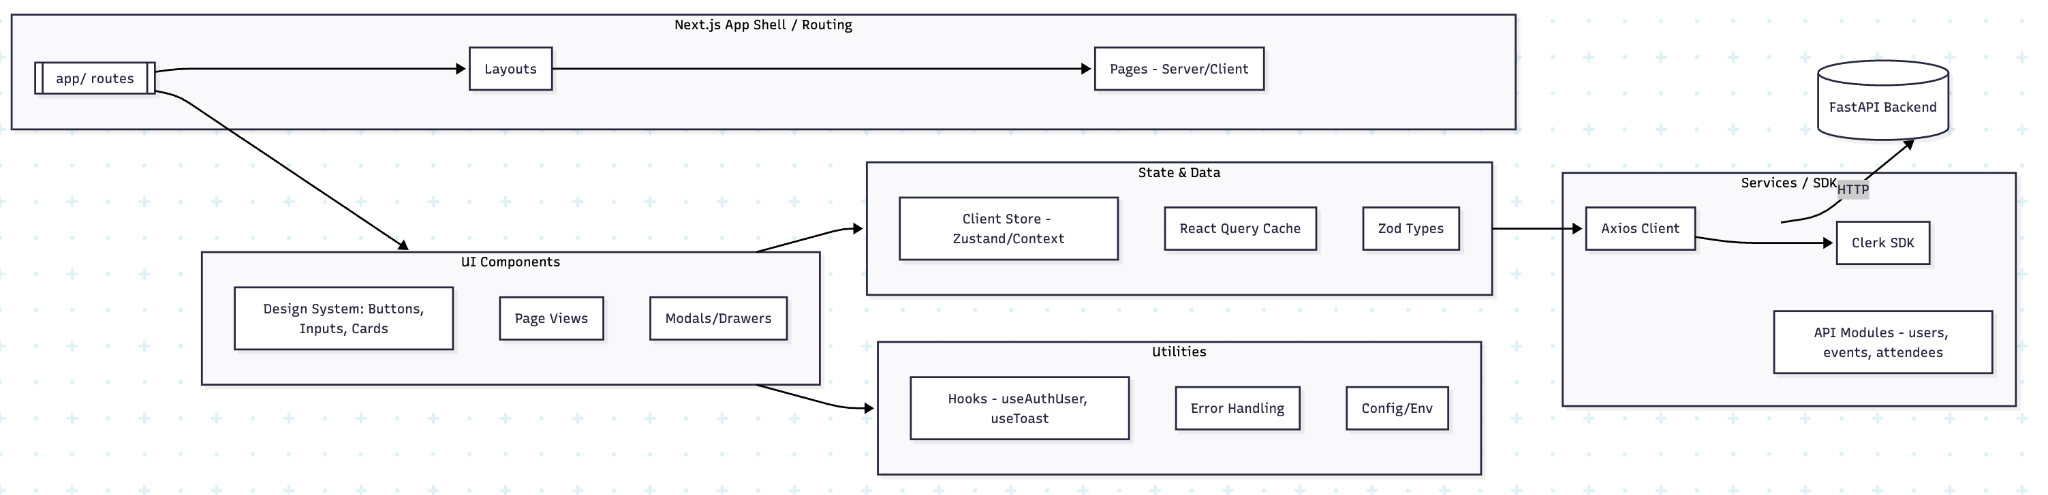 Next.js App Shell / Routing
app/ routes
Layouts
Pages - Server/Client
FastAPI Backend
HTTP
State & Data
Client Store -
Zustand/Context
React Query Cache
Zod Types
Services / SDK
Axios Client
Clerk SDK
API Modules - users,
events, attendees
UI Components
Design System: Buttons,
Inputs, Cards
Page Views
Modals/Drawers
Utilities
Hooks - useAuthUser,
useToast
Error Handling
Config/Env